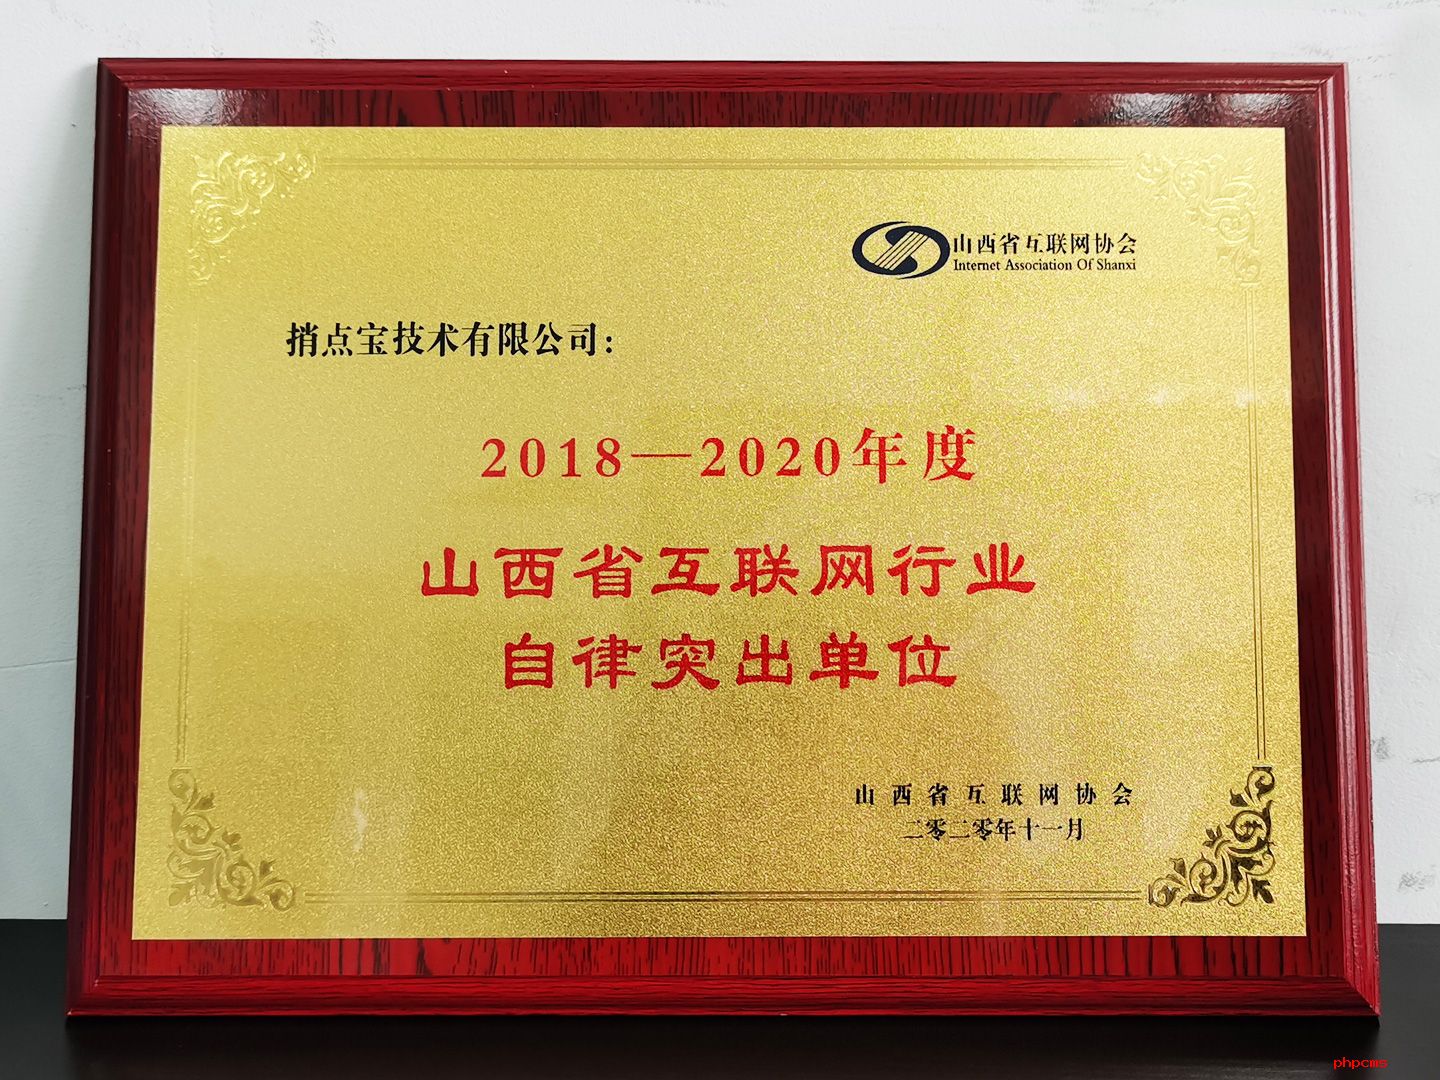 山西省互联网协会
Internet Association Of Shanxi
捎点宝技术有限公司：
2018—2020年度
山西省互联网行业
自律突出单位
山西省互联网协会
二零二零年十一月
phpcms